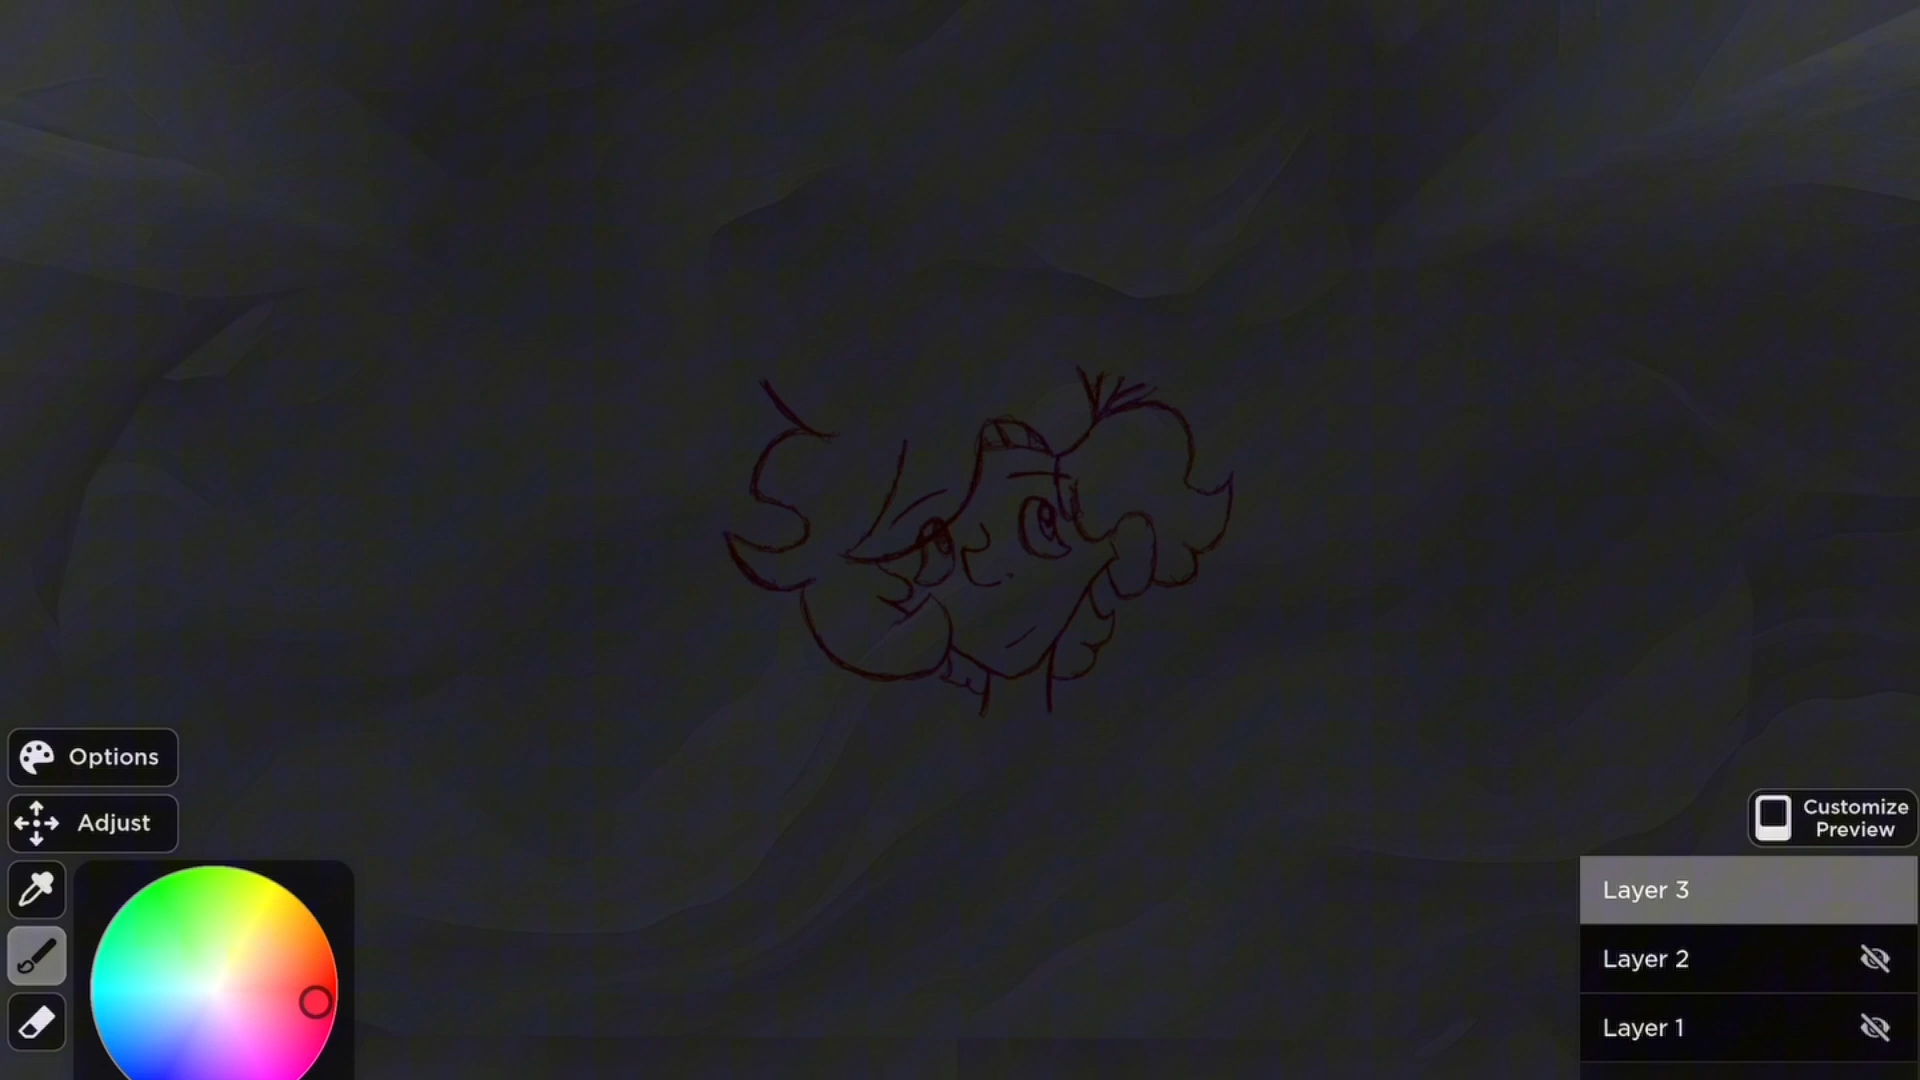 Options
Adjust
Customize
Preview
Layer 3
Layer 2
Layer 1